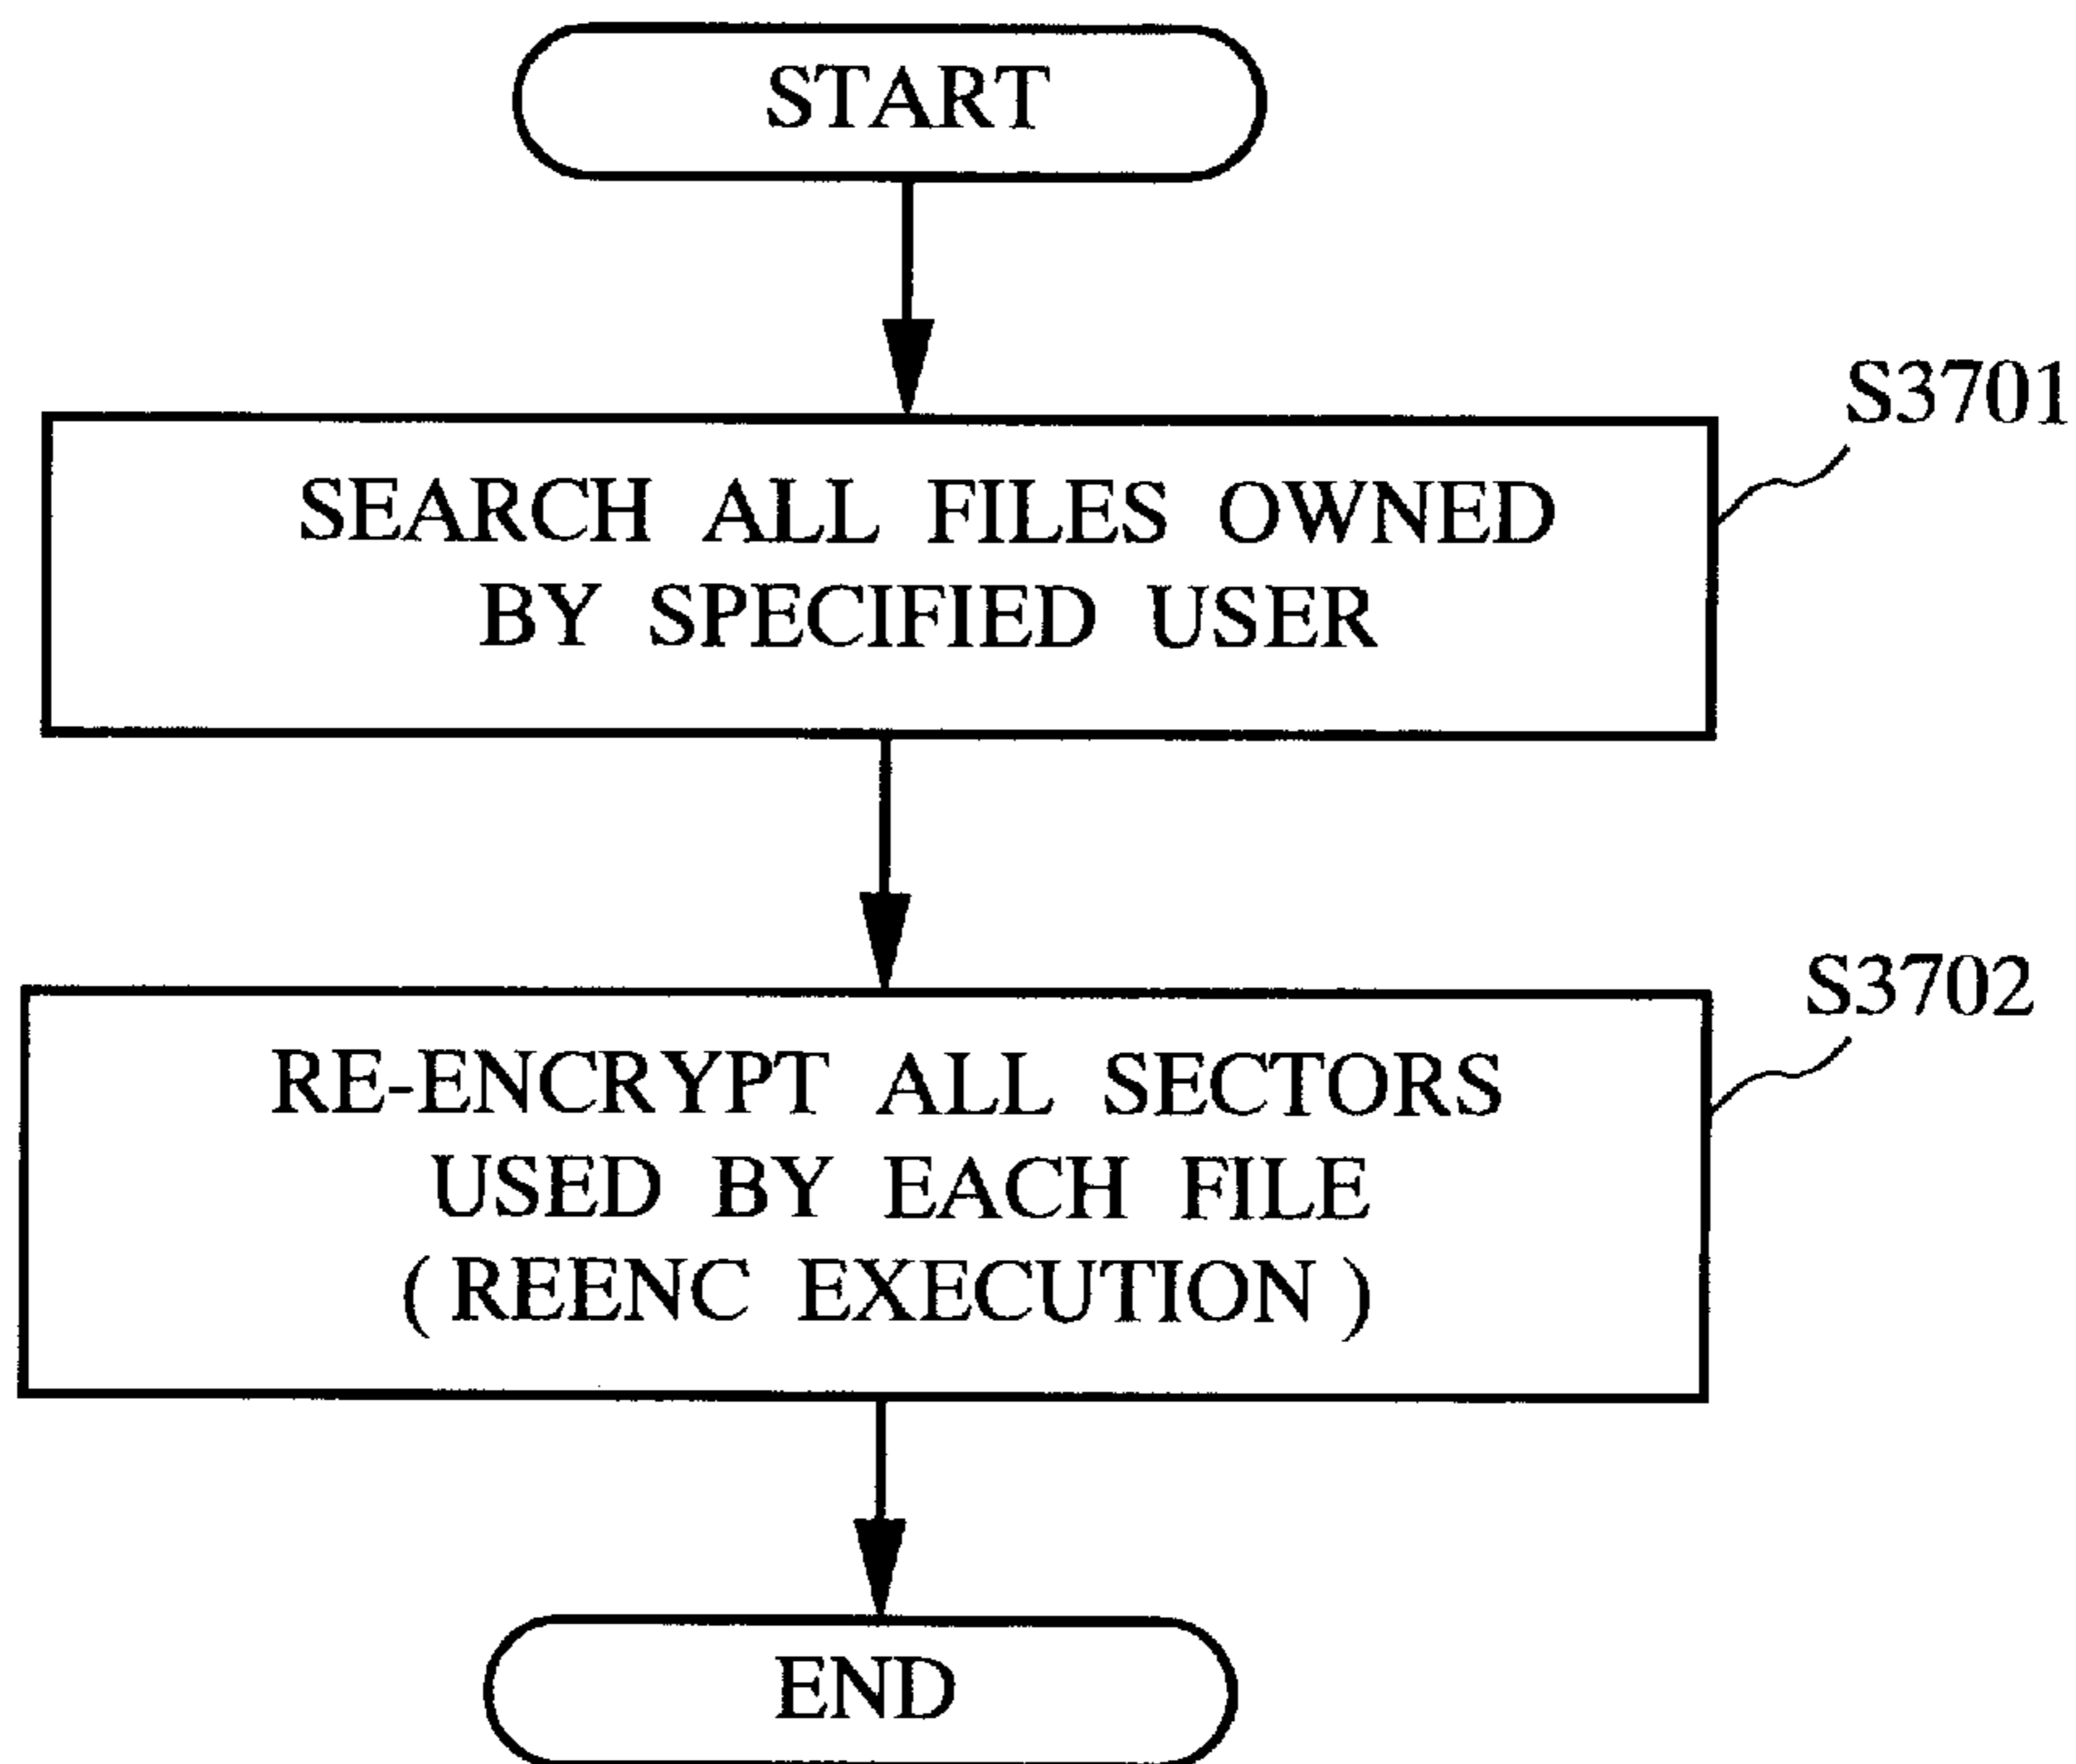 START
S3701
SEARCH ALL FILES OWNED
BY SPECIFIED USER
S3702
RE-ENCRYPT ALL SECTORS
USED BY EACH FILE
( REENC EXECUTION )
END